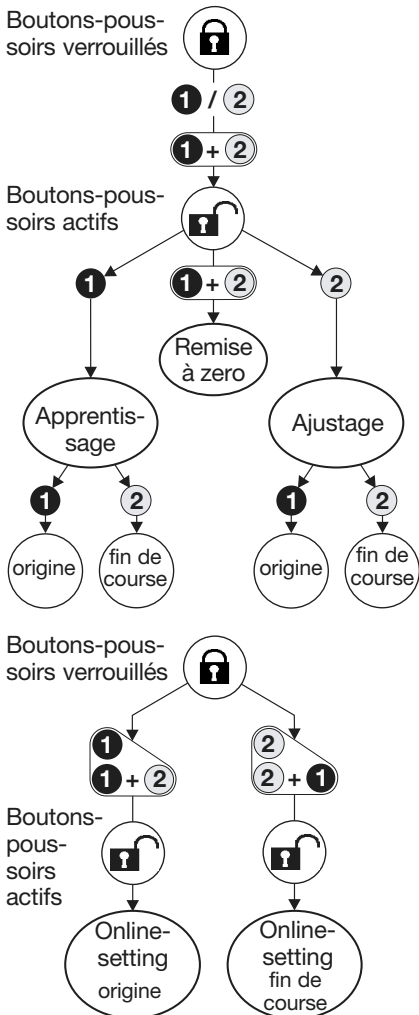 Boutons-pous-
soirs verrouillés
1 / 2
1 + 2
Boutons-pous-
soirs actifs
1
1 + 2
2
Remise
à zero
Apprentis-
sage
Ajustage
1
2
1
2
origine
fin de
course
origine
fin de
course
Boutons-pous-
soirs verrouillés
1
1 + 2
2
2 + 1
Boutons-
pous-
soirs
actifs
Online-
setting
origine
Online-
setting
fin de
course